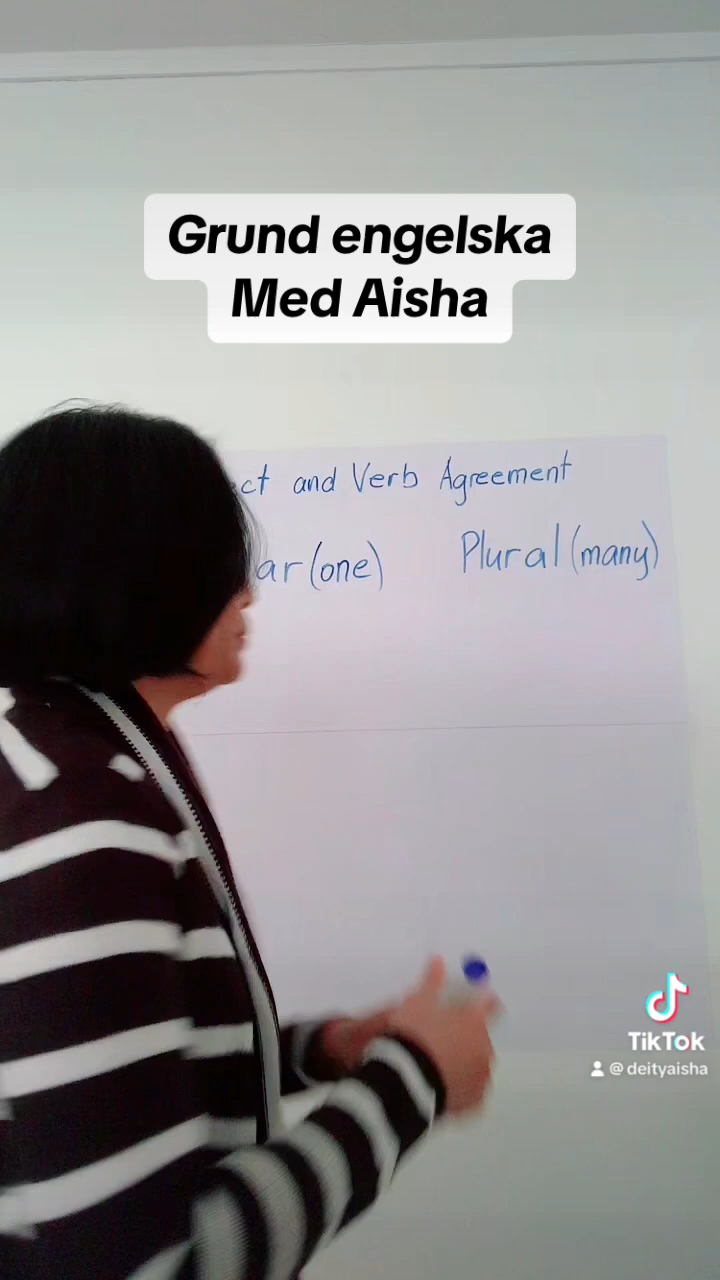 Grund engelska
Med Aisha
ct and Verb Agreement
ar (one) Plural (many)
TikTok
@ deityaisha